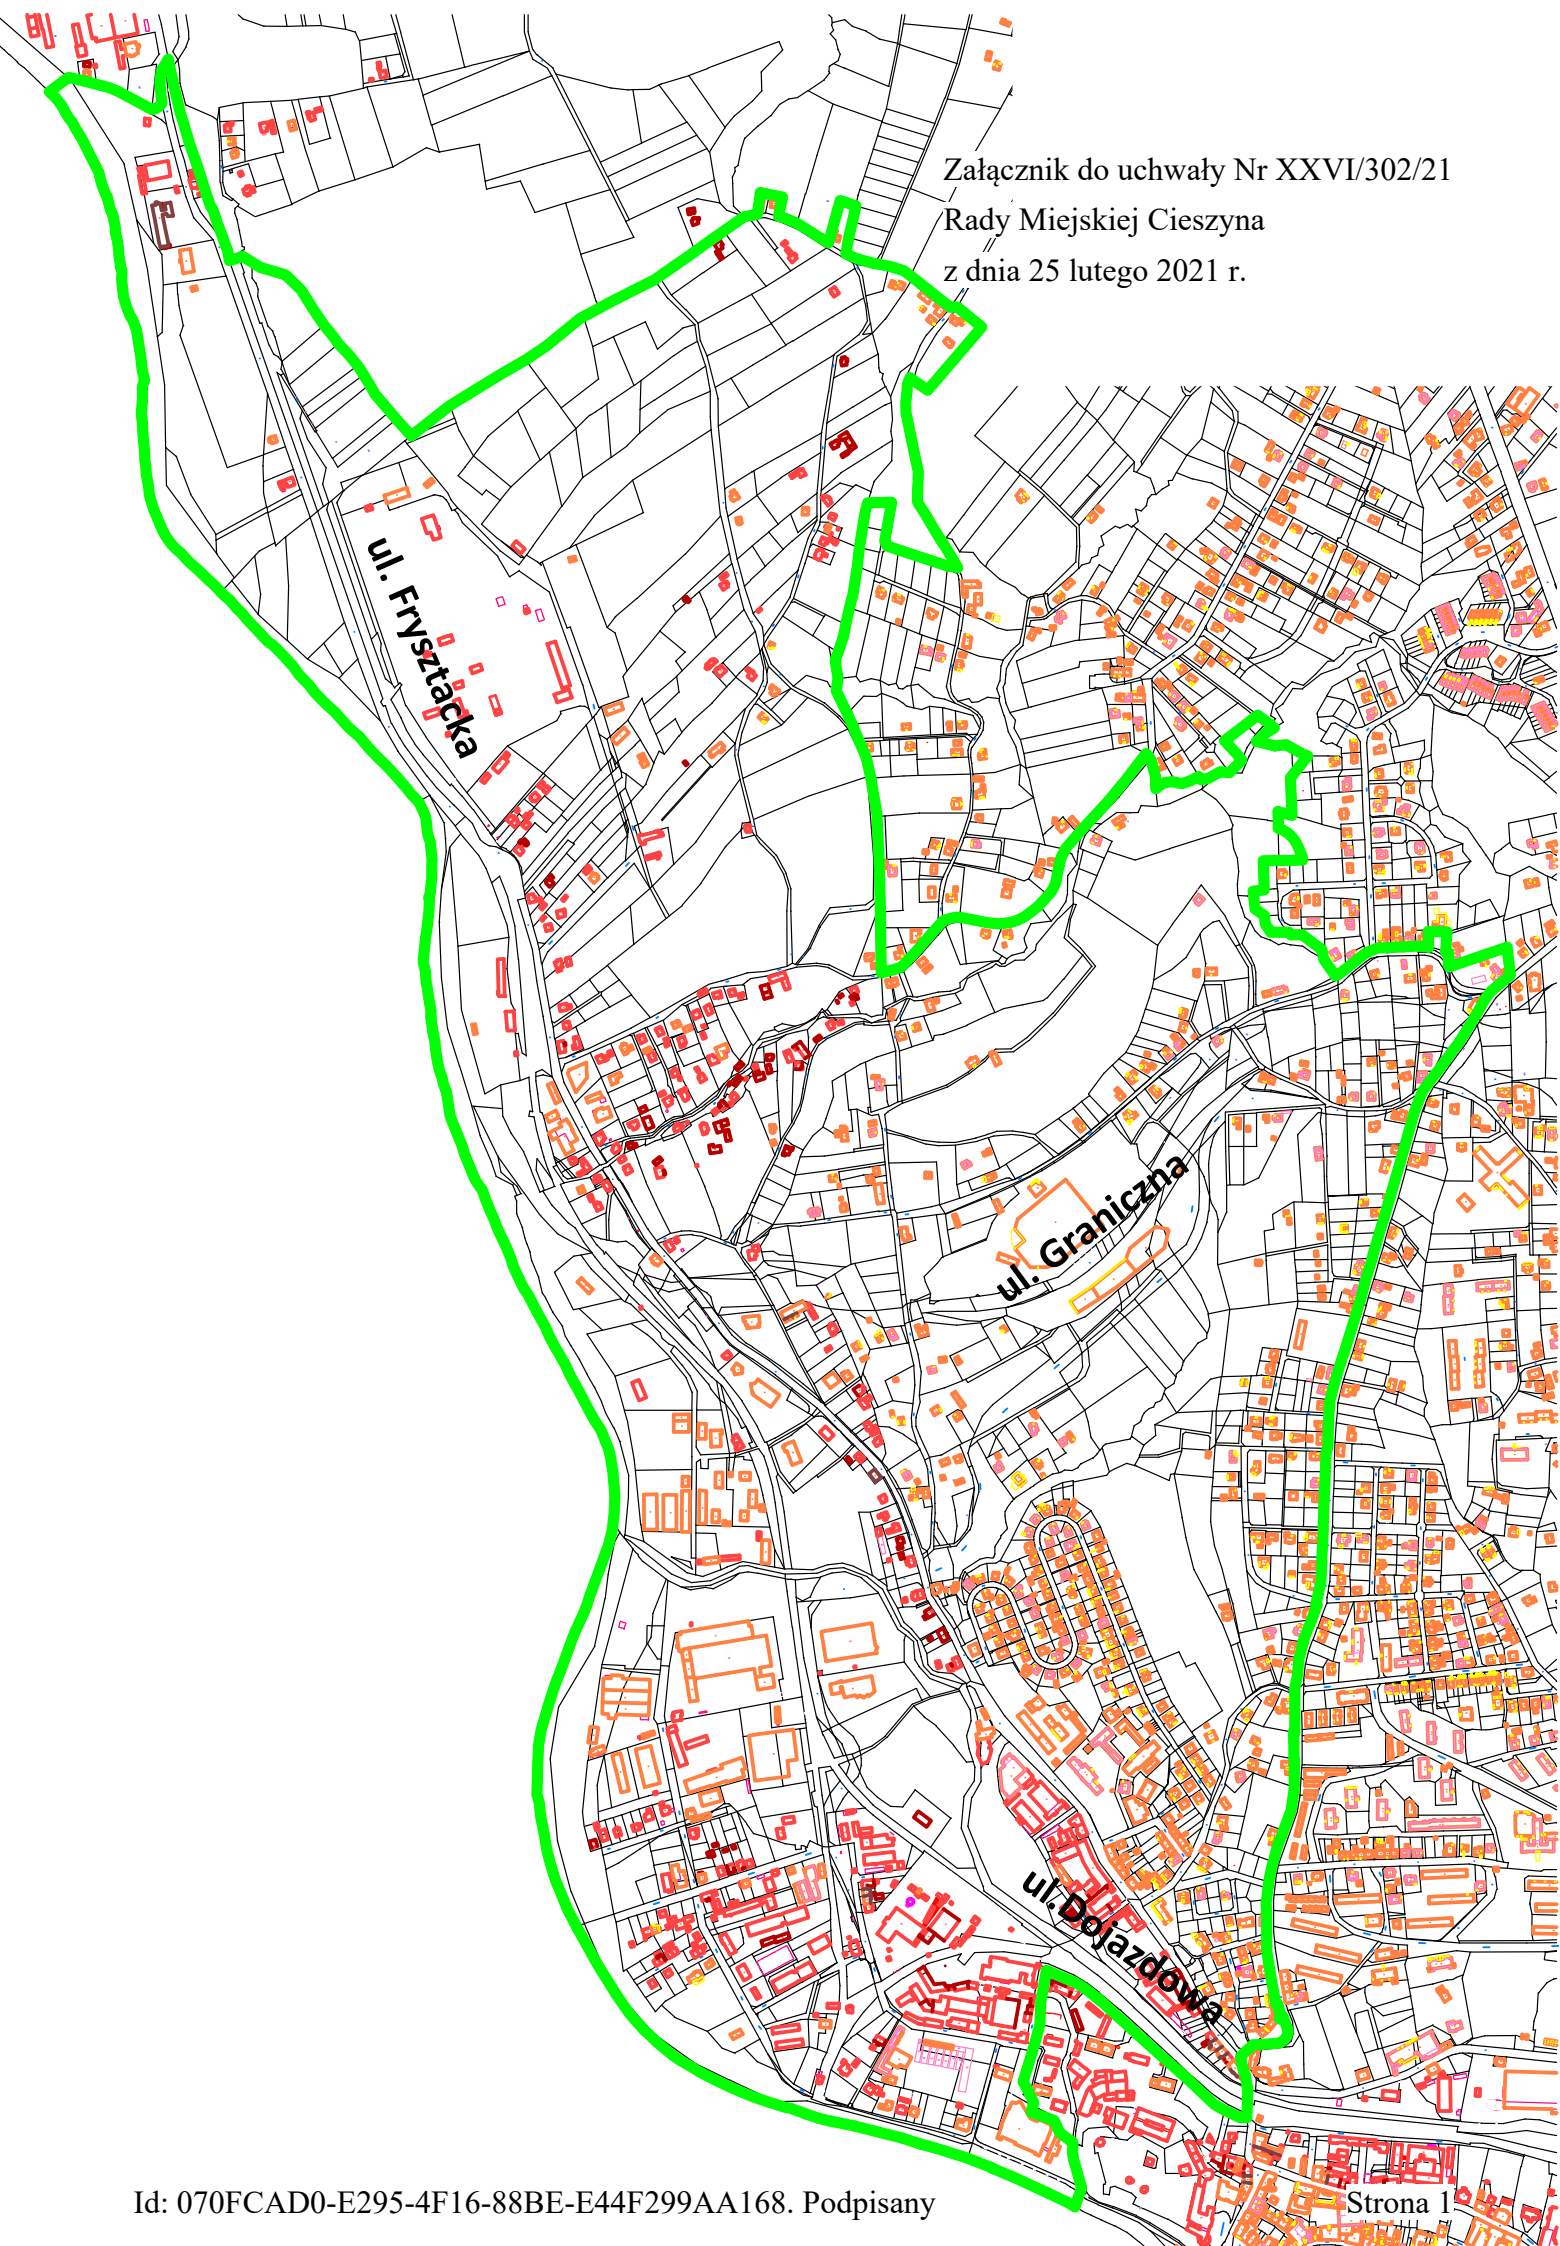 Załącznik do uchwały Nr XXVI/302/21
Rady Miejskiej Cieszyna
z dnia 25 lutego 2021 r.
ul. Frysztacka
ul. Graniczna
ul. Dojazdowa
Id: 070FCAD0-E295-4F16-88BE-E44F299AA168. Podpisany
Strona 1